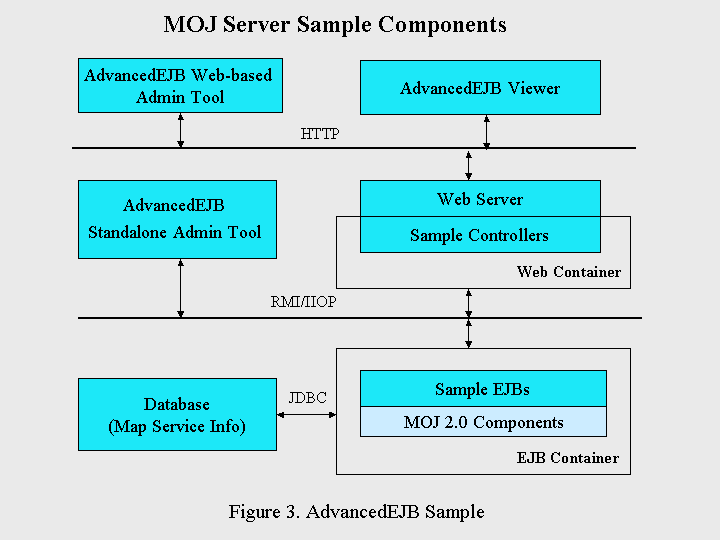 MOJ Server Sample Components
AdvancedEJB Web-based
Admin Tool
AdvancedEJB Viewer
HTTP
AdvancedEJB
Standalone Admin Tool
Web Server
Sample Controllers
Web Container
RMI/IIOP
Database
(Map Service Info)
JDBC
Sample EJBs
MOJ 2.0 Components
EJB Container
Figure 3. AdvancedEJB Sample